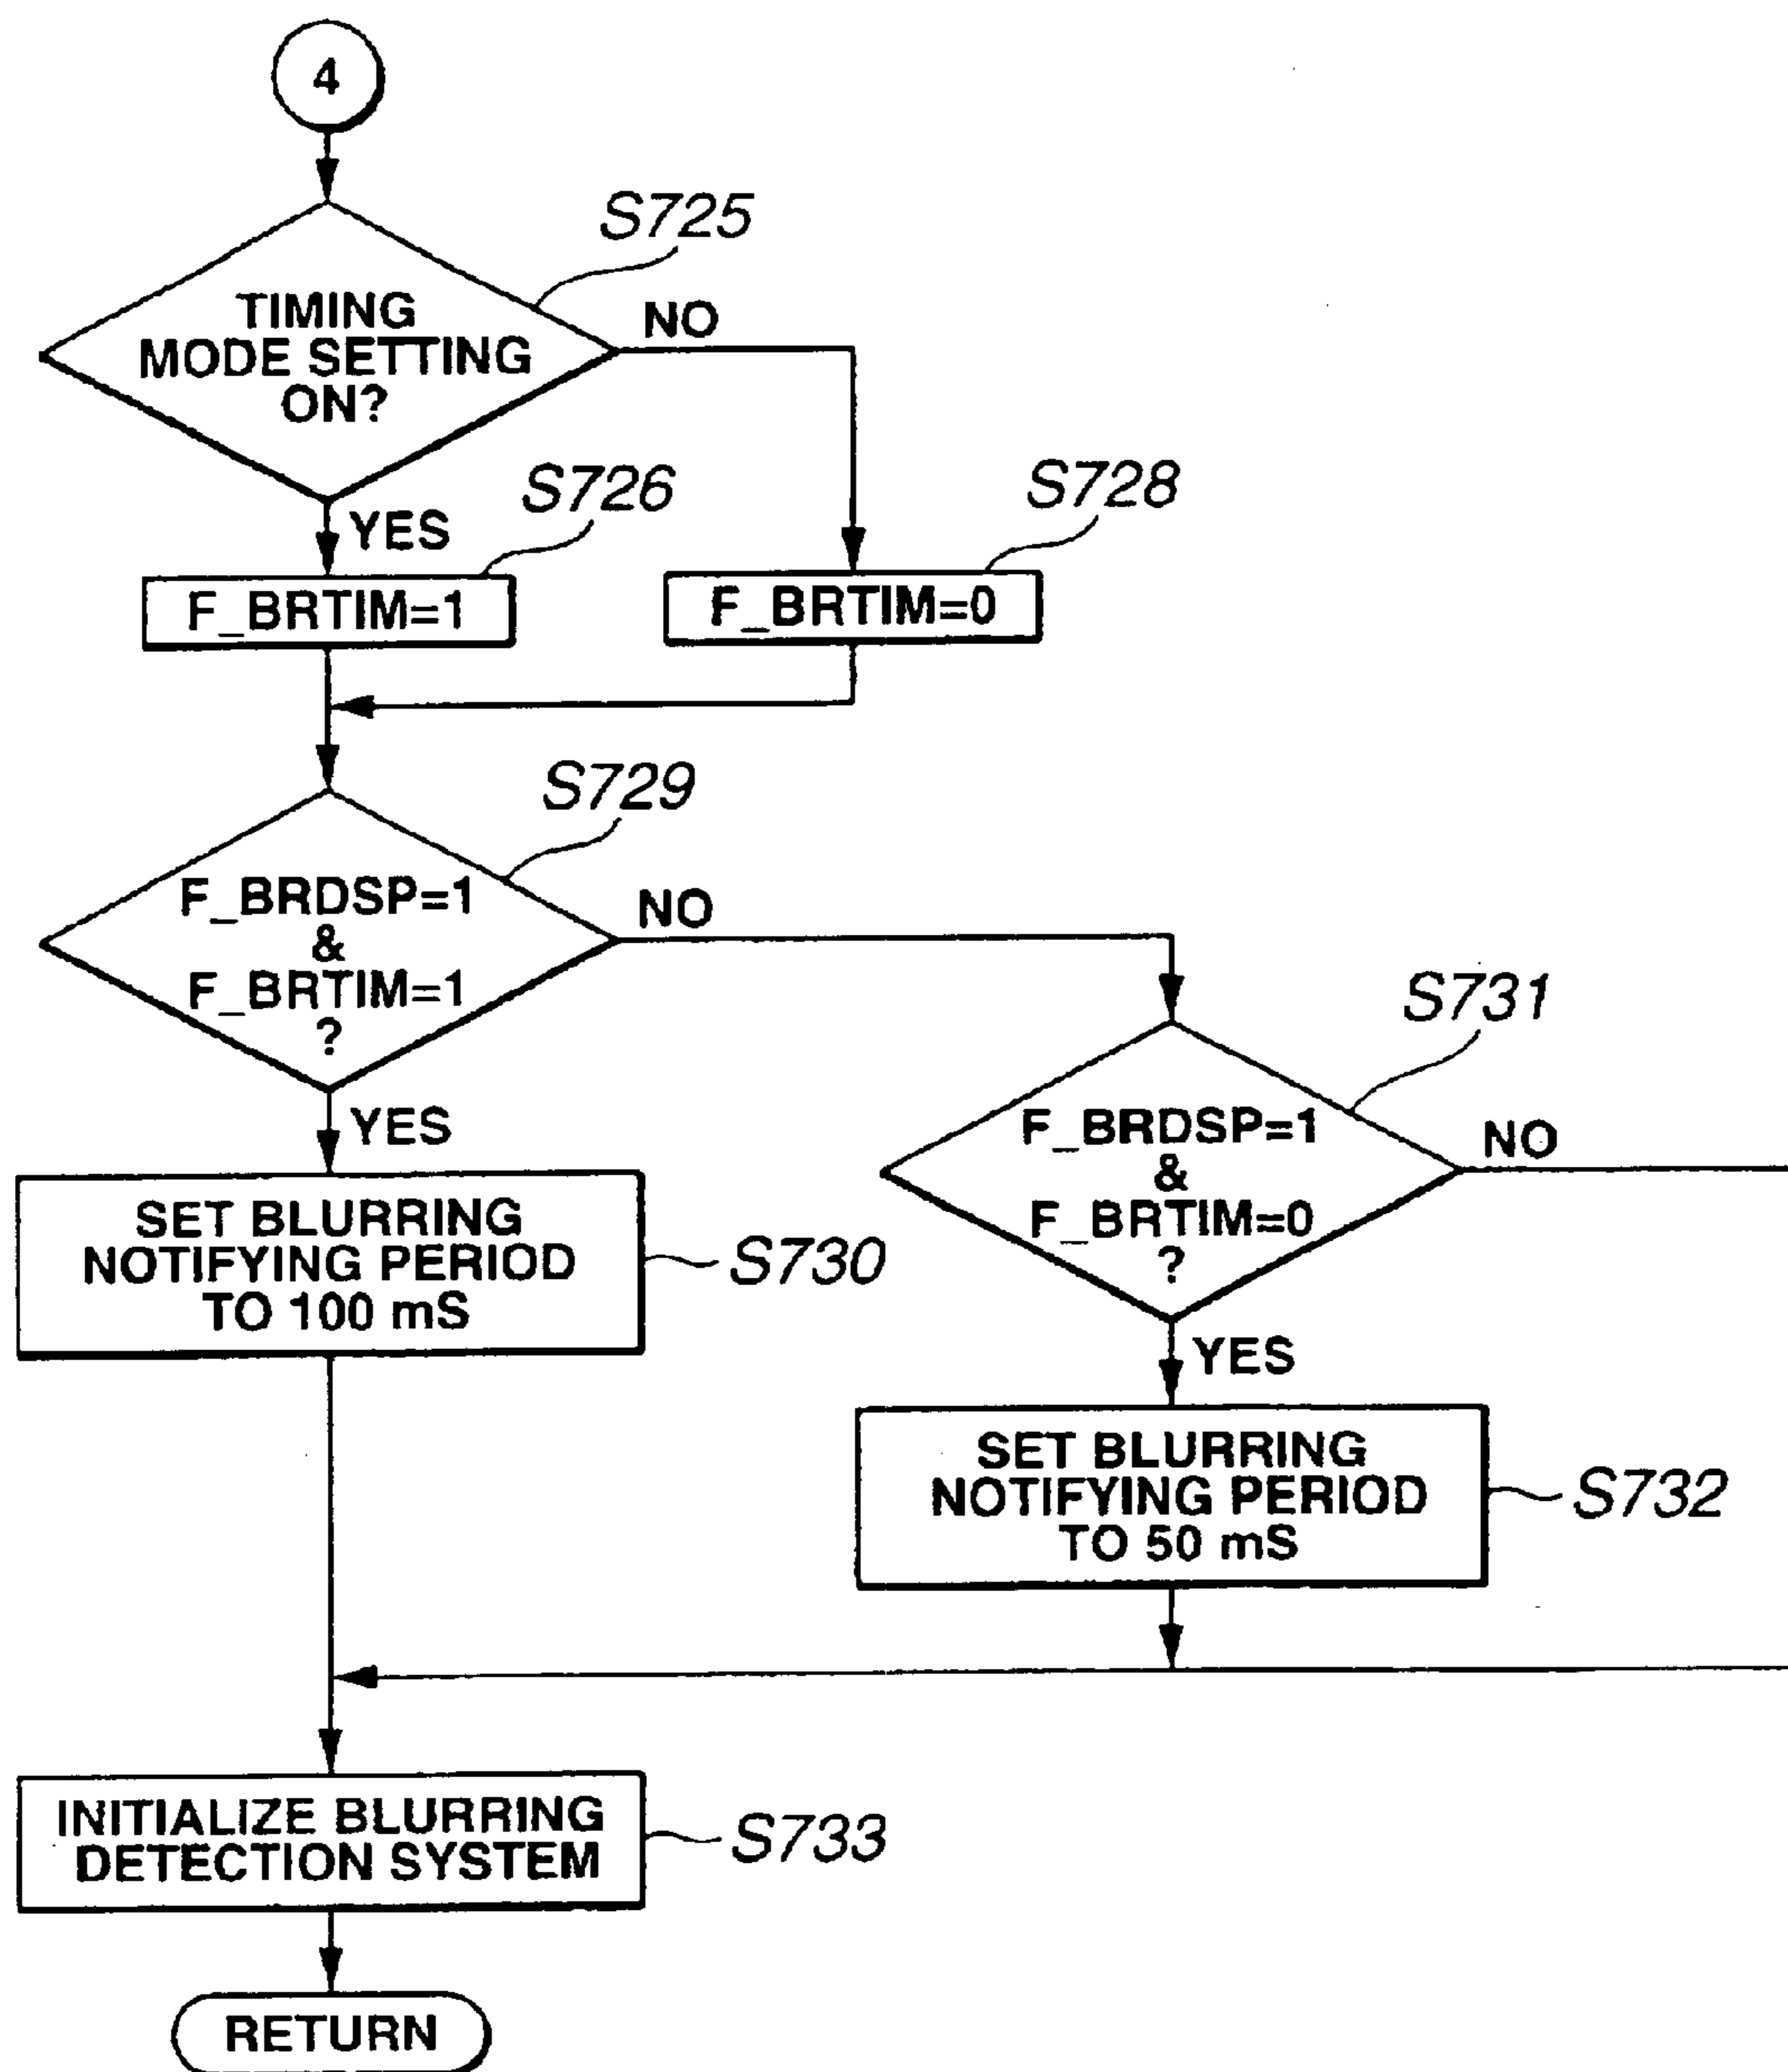 4
S725
TIMING
MODE SETTING
ON?
NO
YES
S726
S728
F_BRTIM=1
F_BRTIM=0
S729
F_BRDSP=1
&
F_BRTIM=1
?
NO
YES
S731
F_BRDSP=1
&
F_BRTIM=0
?
NO
YES
SET BLURRING
NOTIFYING PERIOD
TO 100 mS
S730
SET BLURRING
NOTIFYING PERIOD
TO 50 mS
S732
INITIALIZE BLURRING
DETECTION SYSTEM
S733
RETURN